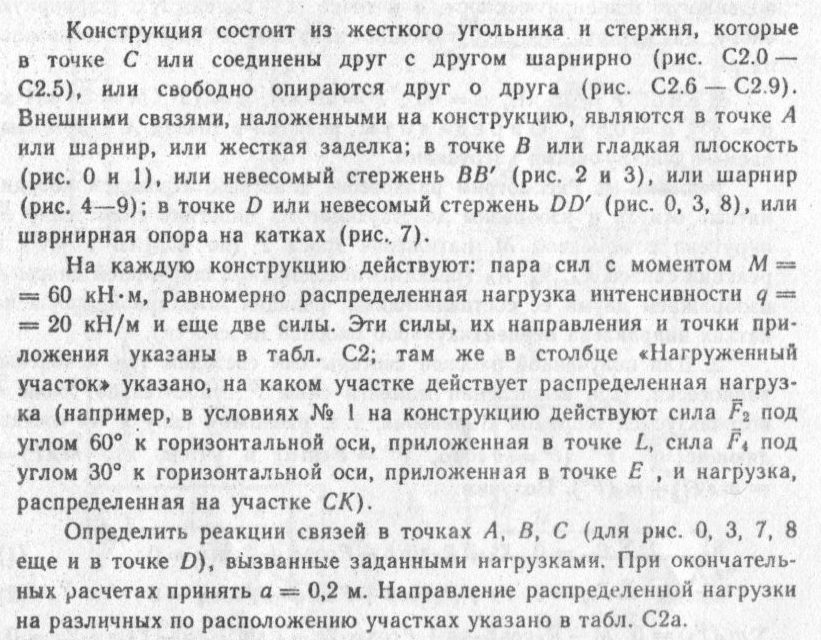 Конструкция состоит из жесткого угольника и стержня, которые
в точке C или соединены друг с другом шарнирно (рис. С2.0 —
С2.5), или свободно опираются друг о друга (рис. С2.6 — С2.9).
Внешними связями, наложенными на конструкцию, являются в точке A
или шарнир, или жесткая заделка; в точке B или гладкая плоскость
(рис. 0 и 1), или невесомый стержень BB′ (рис. 2 и 3), или шарнир
(рис. 4—9); в точке D или невесомый стержень DD′ (рис. 0, 3, 8), или
шарнирная опора на катках (рис. 7).
На каждую конструкцию действуют: пара сил с моментом M =
= 60 кН·м, равномерно распределенная нагрузка интенсивности q =
= 20 кН/м и еще две силы. Эти силы, их направления и точки при-
ложения указаны в табл. С2; там же в столбце «Нагруженный
участок» указано, на каком участке действует распределенная нагруз-
ка (например, в условиях № 1 на конструкцию действуют сила F̄₂ под
углом 60° к горизонтальной оси, приложенная в точке L, сила F̄₄ под
углом 30° к горизонтальной оси, приложенная в точке E , и нагрузка,
распределенная на участке CK).
Определить реакции связей в точках A, B, C (для рис. 0, 3, 7, 8
еще и в точке D), вызванные заданными нагрузками. При окончатель-
ных расчетах принять a = 0,2 м. Направление распределенной нагрузки
на различных по расположению участках указано в табл. С2а.